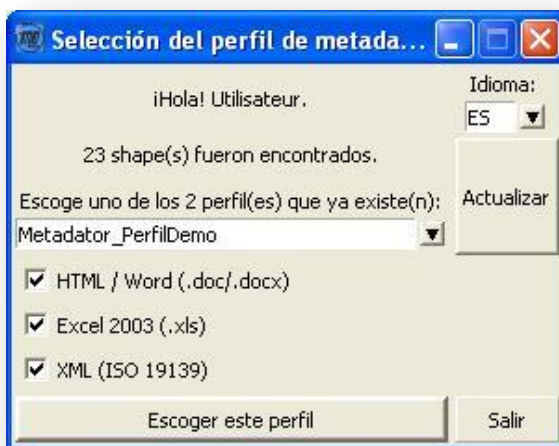 Selección del perfil de metada...
¡Hola! Utilisateur.
Idioma:
ES
23 shape(s) fueron encontrados.
Actualizar
Escoge uno de los 2 perfil(es) que ya existe(n):
Metadator_PerfilDemo
HTML / Word (.doc/.docx)
Excel 2003 (.xls)
XML (ISO 19139)
Escoger este perfil
Salir